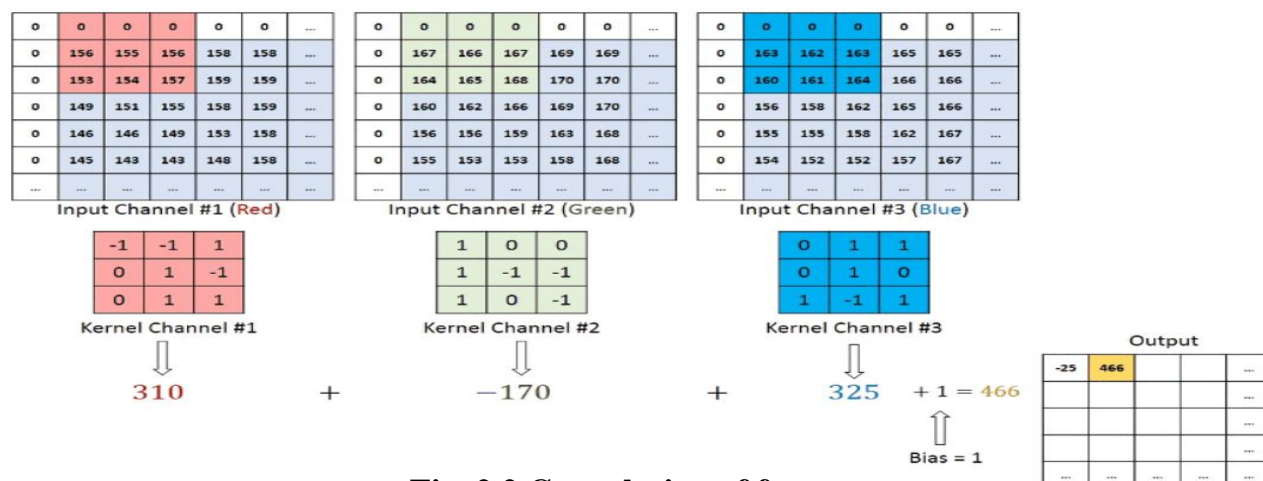 0 0 0 0 0 0 ... 0 0 0 0 0 0 ... 0 0 0 0 0 0 ...
0 156 155 156 158 158 ... 0 167 166 167 169 169 ... 0 163 162 163 165 165 ...
0 153 154 157 159 159 ... 0 164 165 168 170 170 ... 0 160 161 164 166 166 ...
0 149 151 155 158 159 ... 0 160 162 166 169 170 ... 0 156 158 162 165 166 ...
0 146 146 149 153 158 ... 0 156 156 159 163 168 ... 0 155 155 158 162 167 ...
0 145 143 143 148 158 ... 0 155 153 153 158 168 ... 0 154 152 152 157 167 ...
... ... ... ... ... ... ... ... ... ... ... ... ... ... ... ... ... ... ... ... ...
Input Channel #1 (Red) Input Channel #2 (Green) Input Channel #3 (Blue)
-1 -1 1 1 0 0 0 1 1
0 1 -1 1 -1 -1 0 1 0
0 1 1 1 0 -1 1 -1 1
Kernel Channel #1 Kernel Channel #2 Kernel Channel #3
310 + −170 + 325 + 1 = 466
Bias = 1
Output
-25 466 ...
...
...
...
... ... ... ... ...